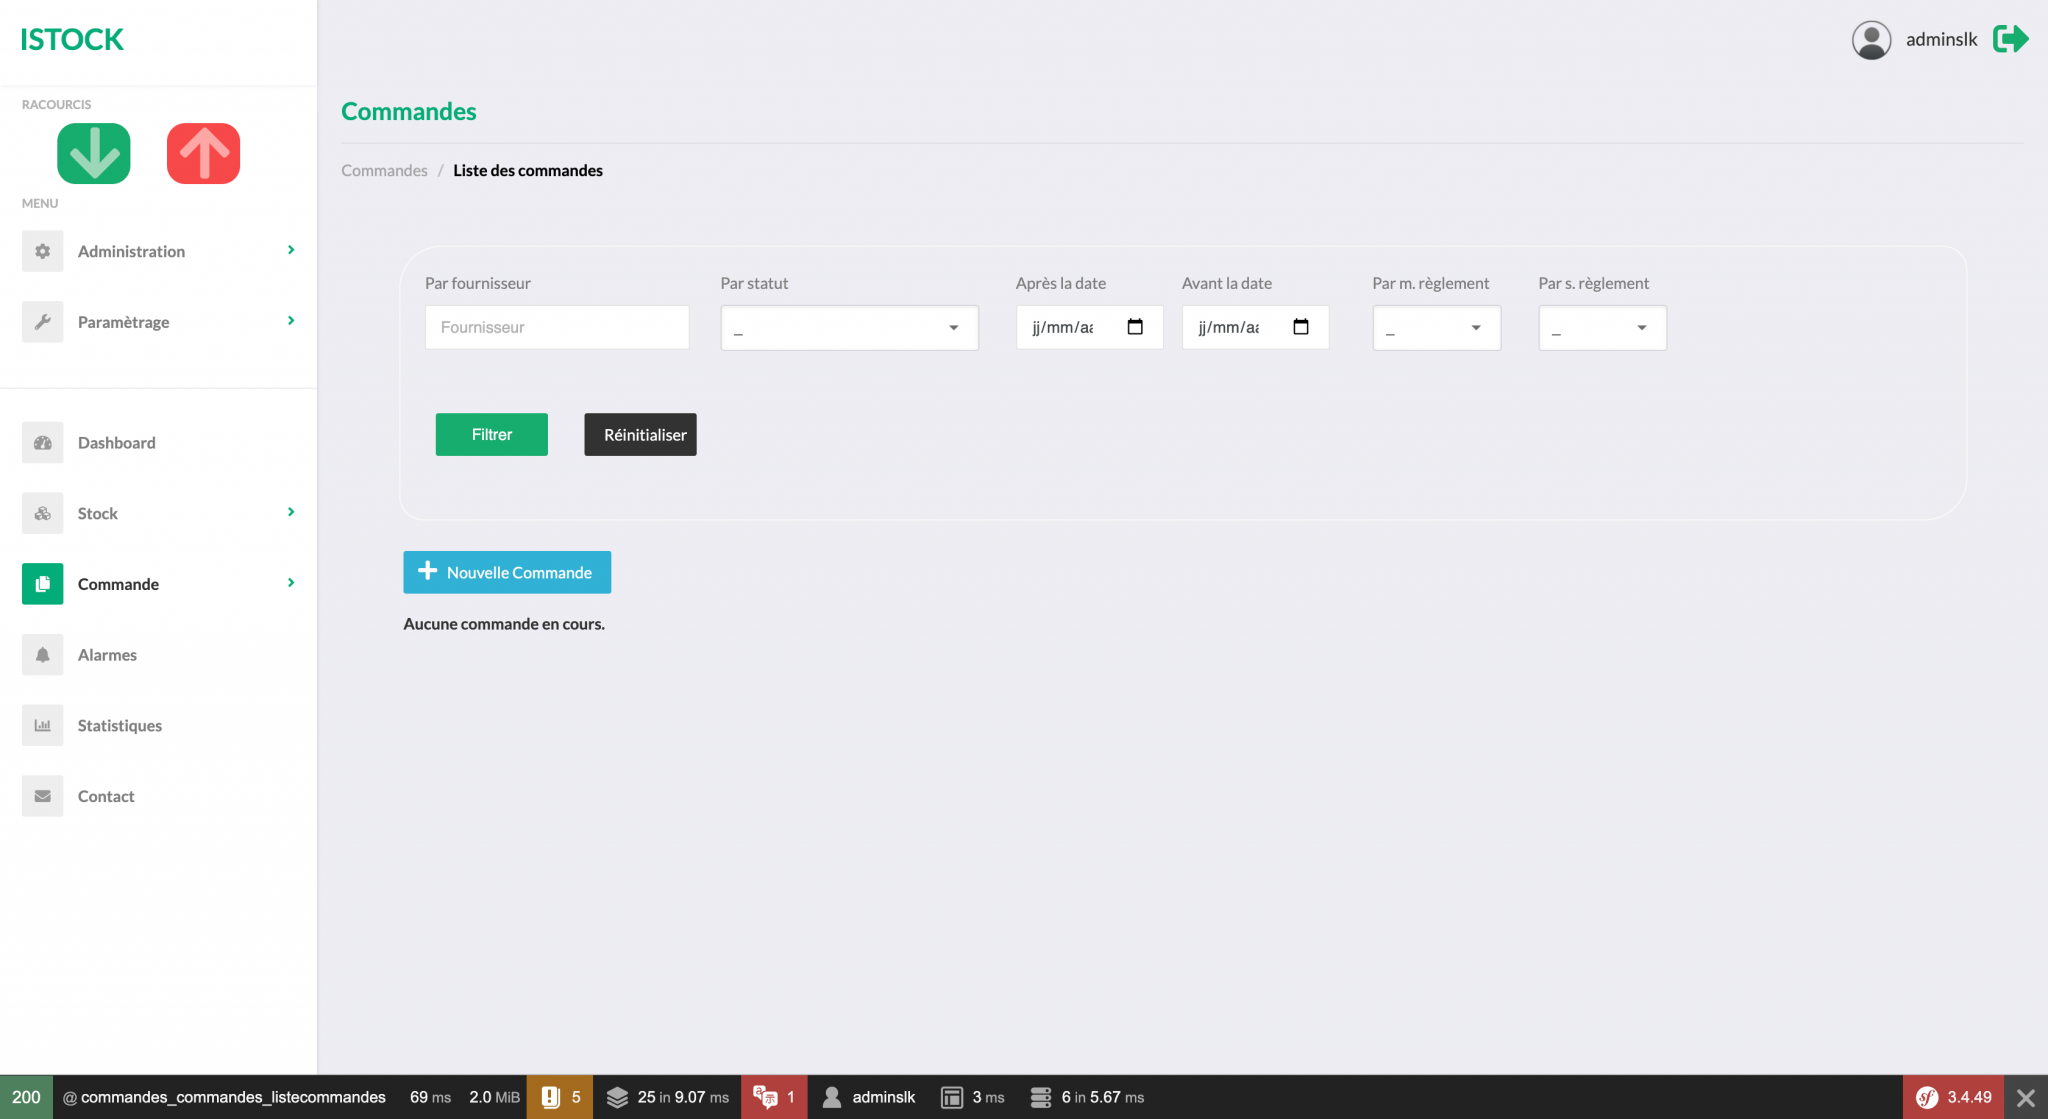 ISTOCK
adminslk
RACOURCIS
MENU
Administration
Paramètrage
Dashboard
Stock
Commande
Alarmes
Statistiques
Contact
Commandes
Commandes / Liste des commandes
Par fournisseur Par statut Après la date Avant la date Par m. règlement Par s. règlement
Fournisseur _ jj/mm/aa jj/mm/aa _ _
Filtrer Réinitialiser
Nouvelle Commande
Aucune commande en cours.
200 @ commandes_commandes_listecommandes 69 ms 2.0 MiB 5 25 in 9.07 ms 1 adminslk 3 ms 6 in 5.67 ms 3.4.49